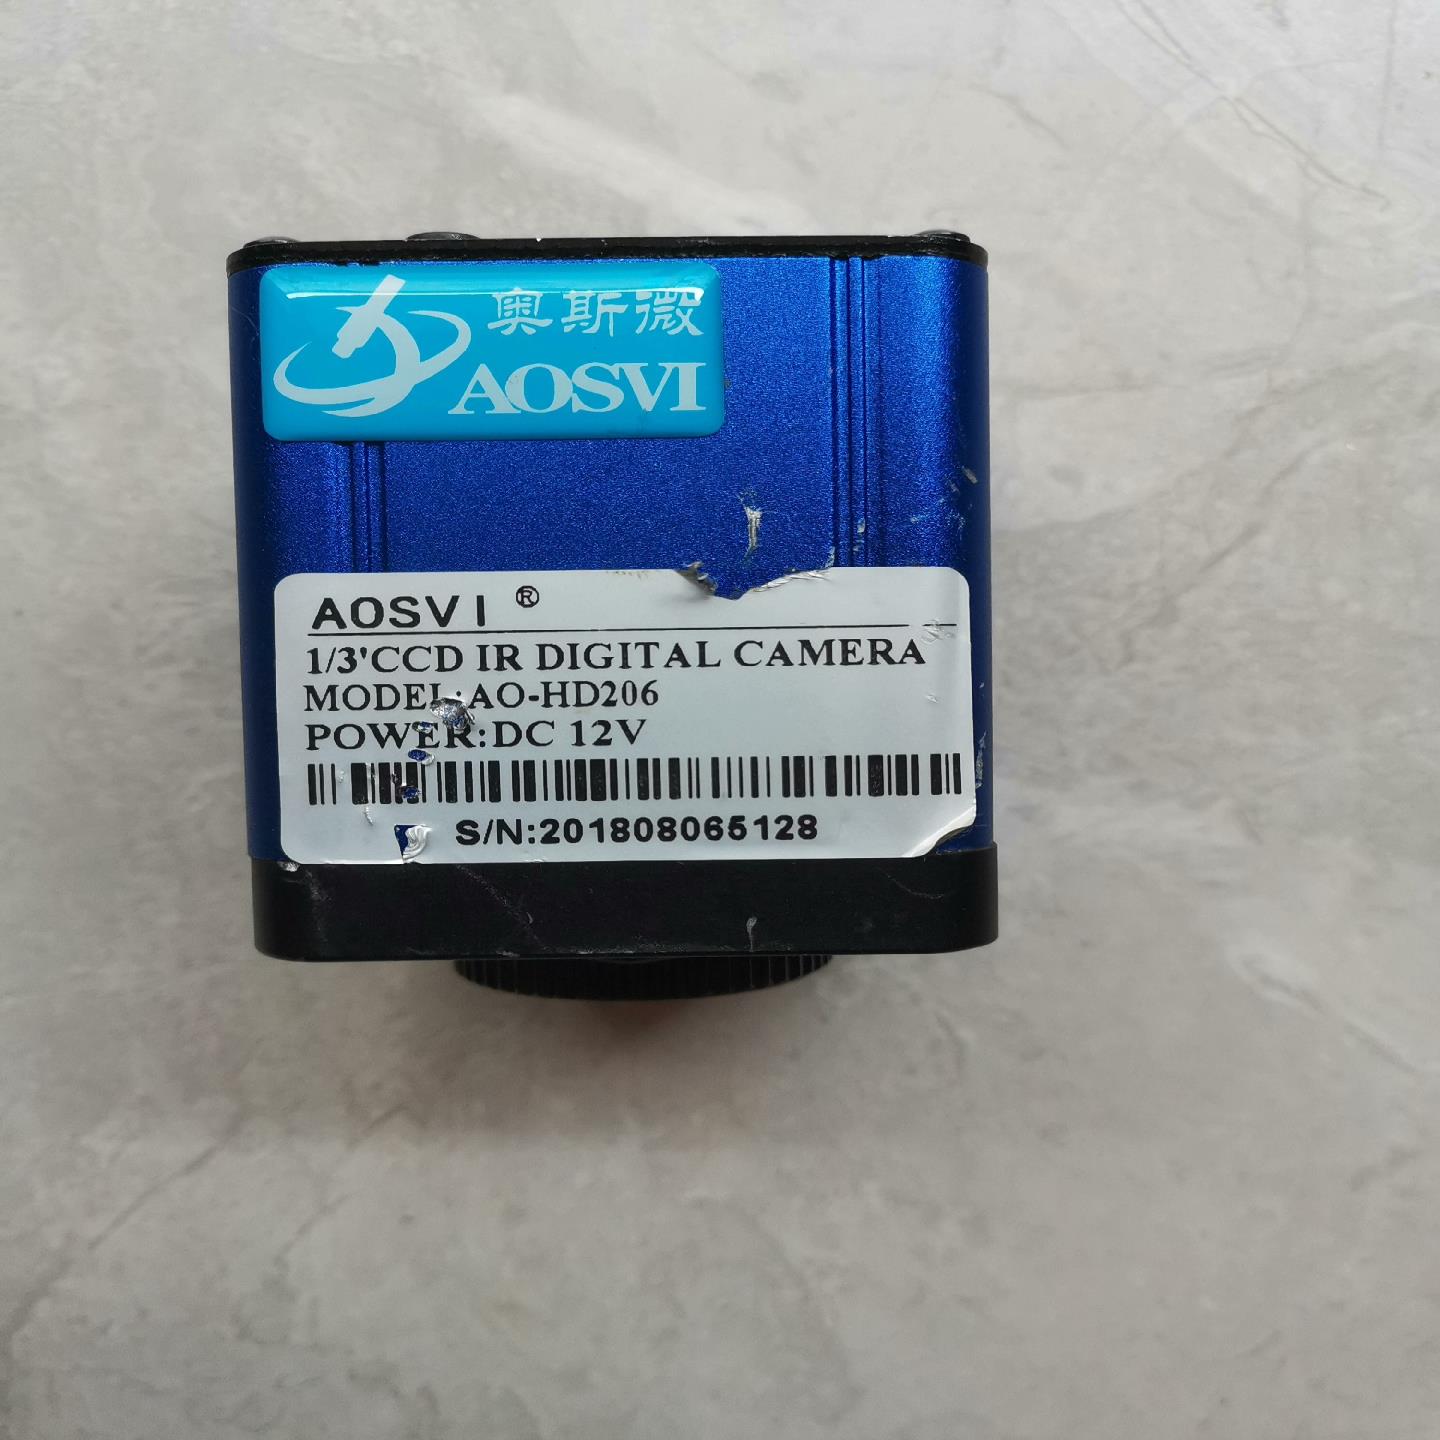 奥斯微
AOSVI
AOSVI ®
1/3'CCD IR DIGITAL CAMERA
MODEL:AO-HD206
POWER:DC 12V
S/N:201808065128